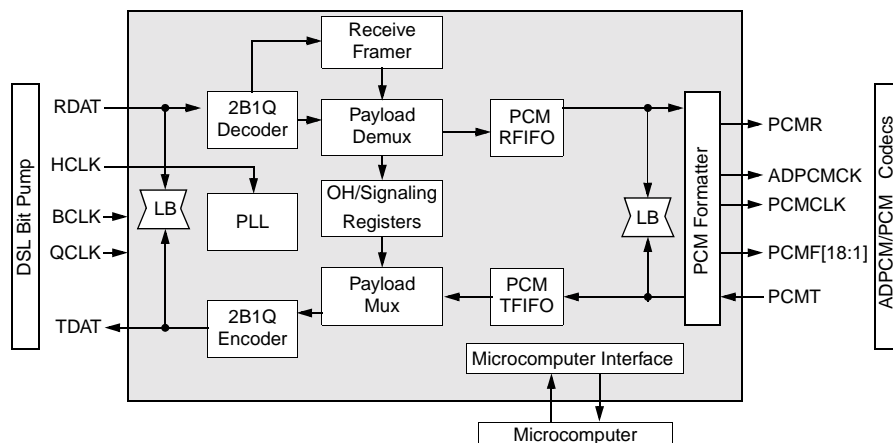 Receive
Framer
RDAT
2B1Q
Decoder
Payload
Demux
PCM
RFIFO
PCMR
HCLK
LB
PLL
OH/Signaling
Registers
LB
ADPCMCK
PCMCLK
BCLK
QCLK
PCMF[18:1]
Payload
Mux
PCM
TFIFO
PCMT
TDAT
2B1Q
Encoder
DSL Bit Pump
PCM Formatter
ADPCM/PCM Codecs
Microcomputer Interface
Microcomputer